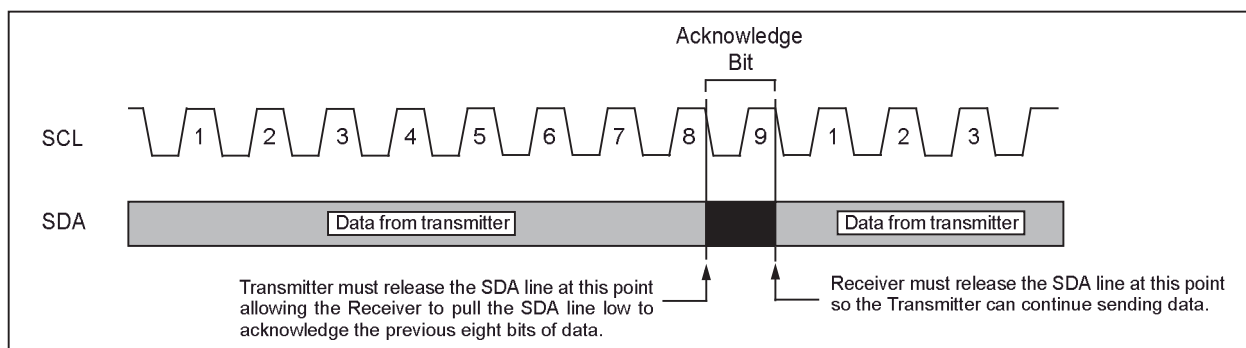 Acknowledge
Bit
SCL
1 2 3 4 5 6 7 8 9 1 2 3
SDA
Data from transmitter
Data from transmitter
Transmitter must release the SDA line at this point
allowing the Receiver to pull the SDA line low to
acknowledge the previous eight bits of data.
Receiver must release the SDA line at this point
so the Transmitter can continue sending data.